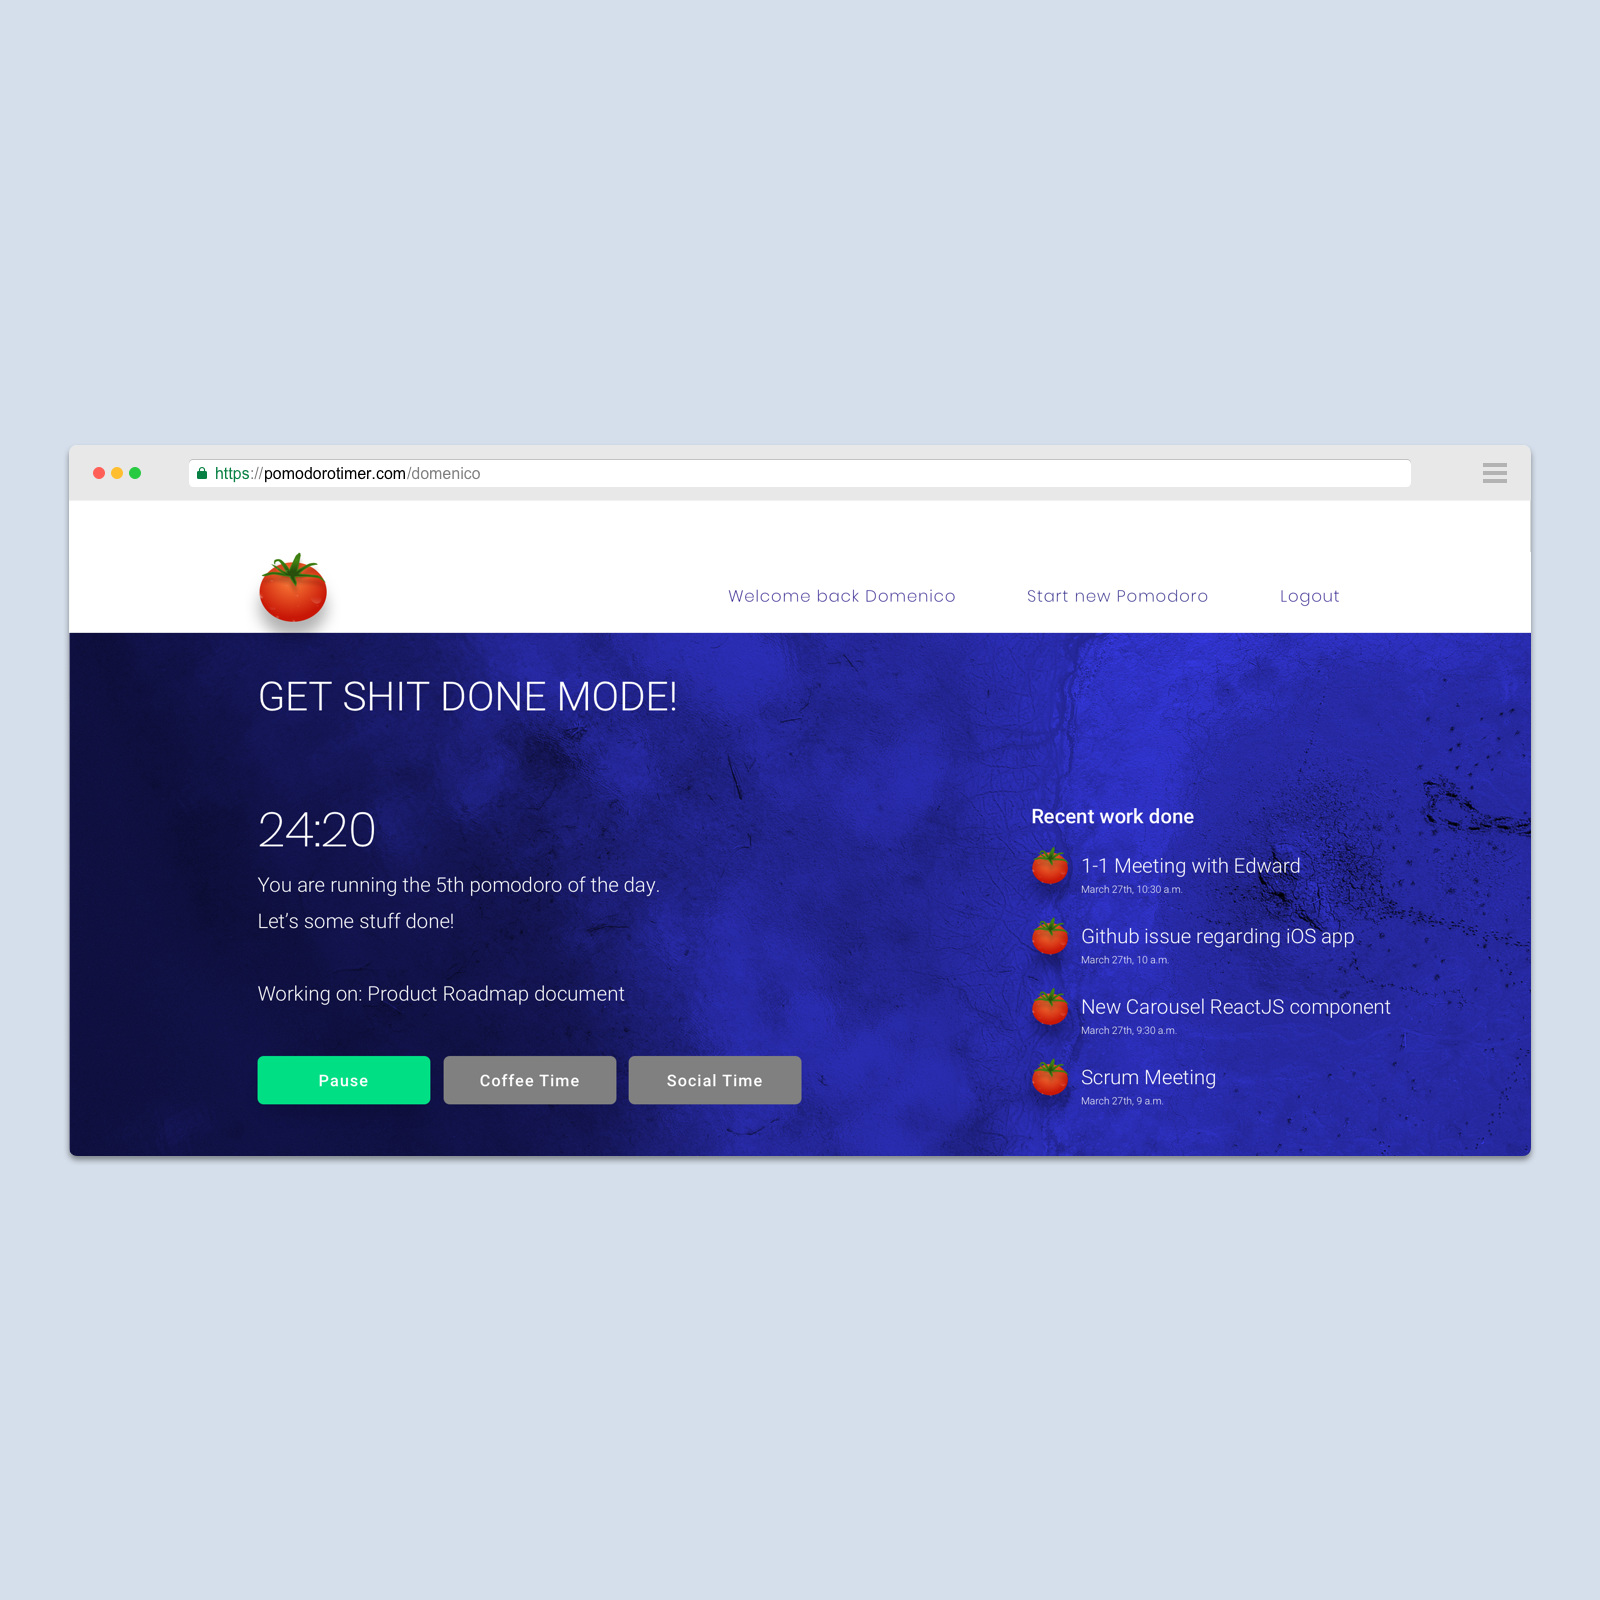 https://pomodorotimer.com/domenico
Welcome back Domenico
Start new Pomodoro
Logout
GET SHIT DONE MODE!
24:20
You are running the 5th pomodoro of the day.
Let’s some stuff done!
Working on: Product Roadmap document
Pause
Coffee Time
Social Time
Recent work done
1-1 Meeting with Edward
March 27th, 10:30 a.m.
Github issue regarding iOS app
March 27th, 10 a.m.
New Carousel ReactJS component
March 27th, 9:30 a.m.
Scrum Meeting
March 27th, 9 a.m.